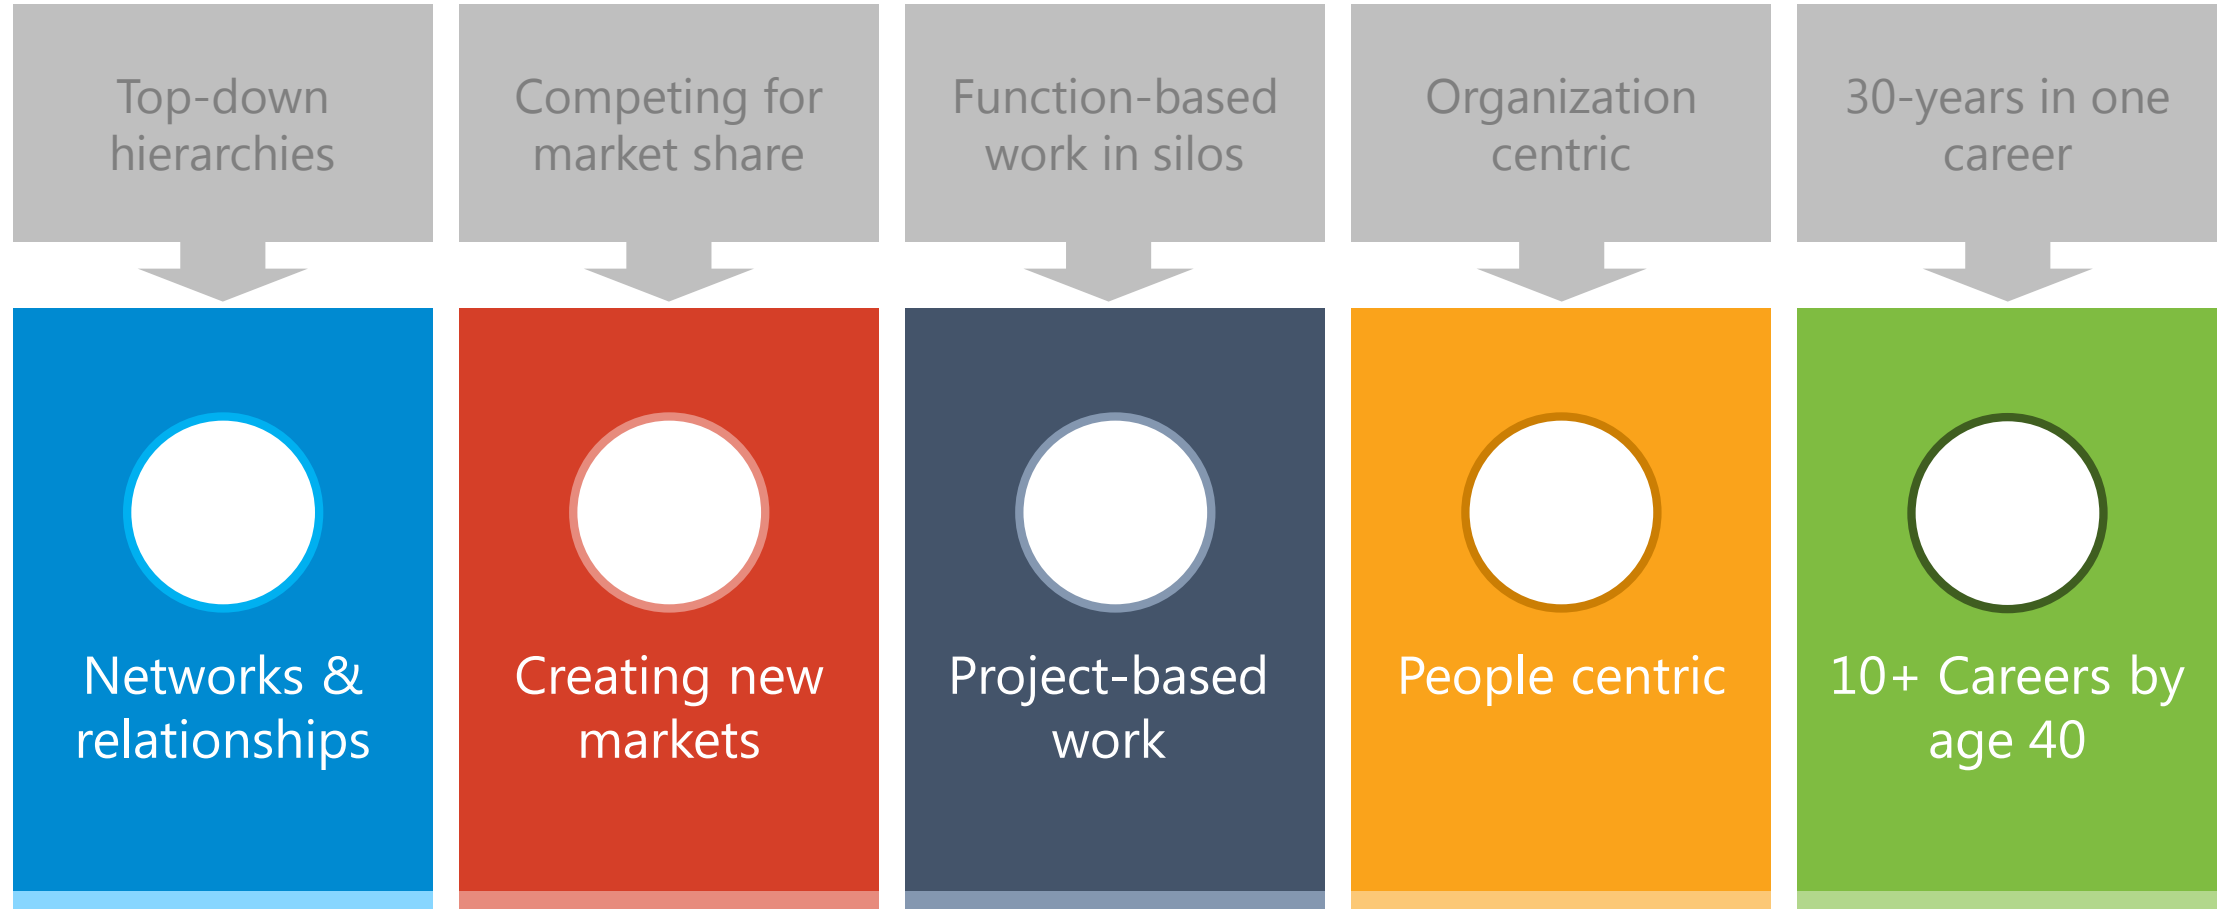 Top-down
hierarchies
Competing for
market share
Function-based
work in silos
Organization
centric
30-years in one
career
Networks &
relationships
Creating new
markets
Project-based
work
People centric
10+ Careers by
age 40